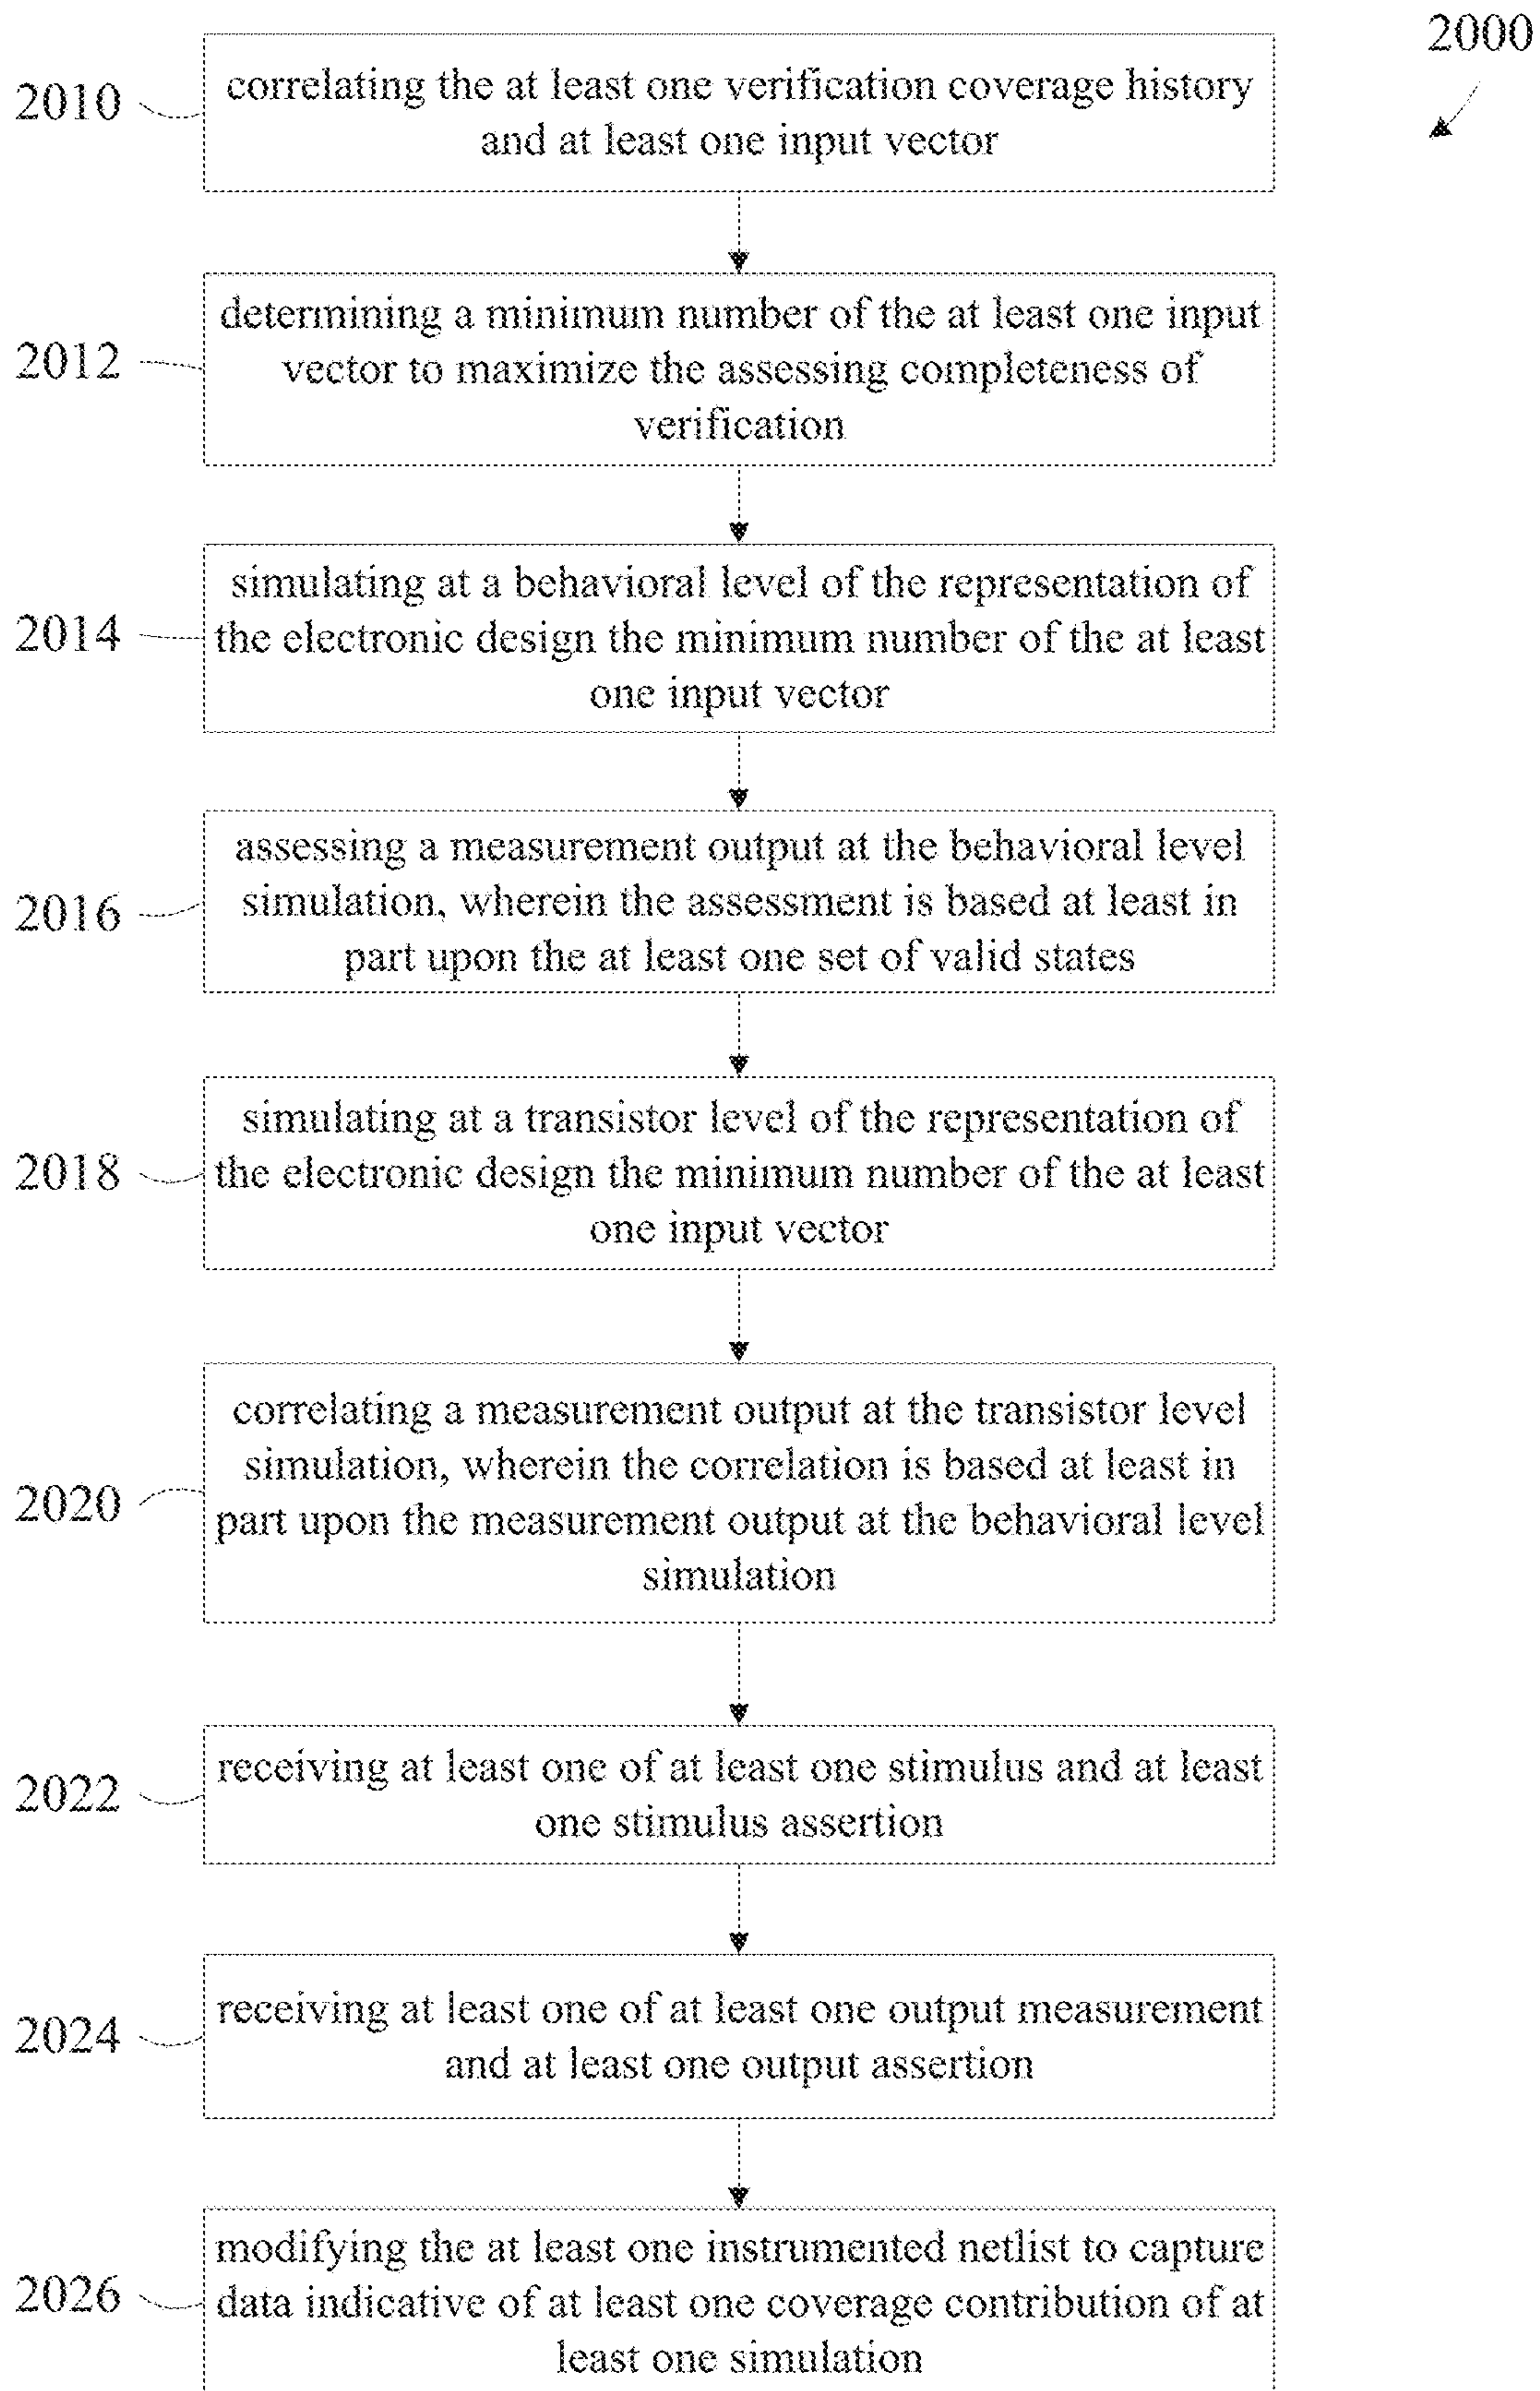 2000
2010
correlating the at least one verification coverage history
and at least one input vector
2012
determining a minimum number of the at least one input
vector to maximize the assessing completeness of
verification
2014
simulating at a behavioral level of the representation of
the electronic design the minimum number of the at least
one input vector
2016
assessing a measurement output at the behavioral level
simulation, wherein the assessment is based at least in
part upon the at least one set of valid states
2018
simulating at a transistor level of the representation of
the electronic design the minimum number of the at least
one input vector
2020
correlating a measurement output at the transistor level
simulation, wherein the correlation is based at least in
part upon the measurement output at the behavioral level
simulation
2022
receiving at least one of at least one stimulus and at least
one stimulus assertion
2024
receiving at least one of at least one output measurement
and at least one output assertion
2026
modifying the at least one instrumented netlist to capture
data indicative of at least one coverage contribution of at
least one simulation